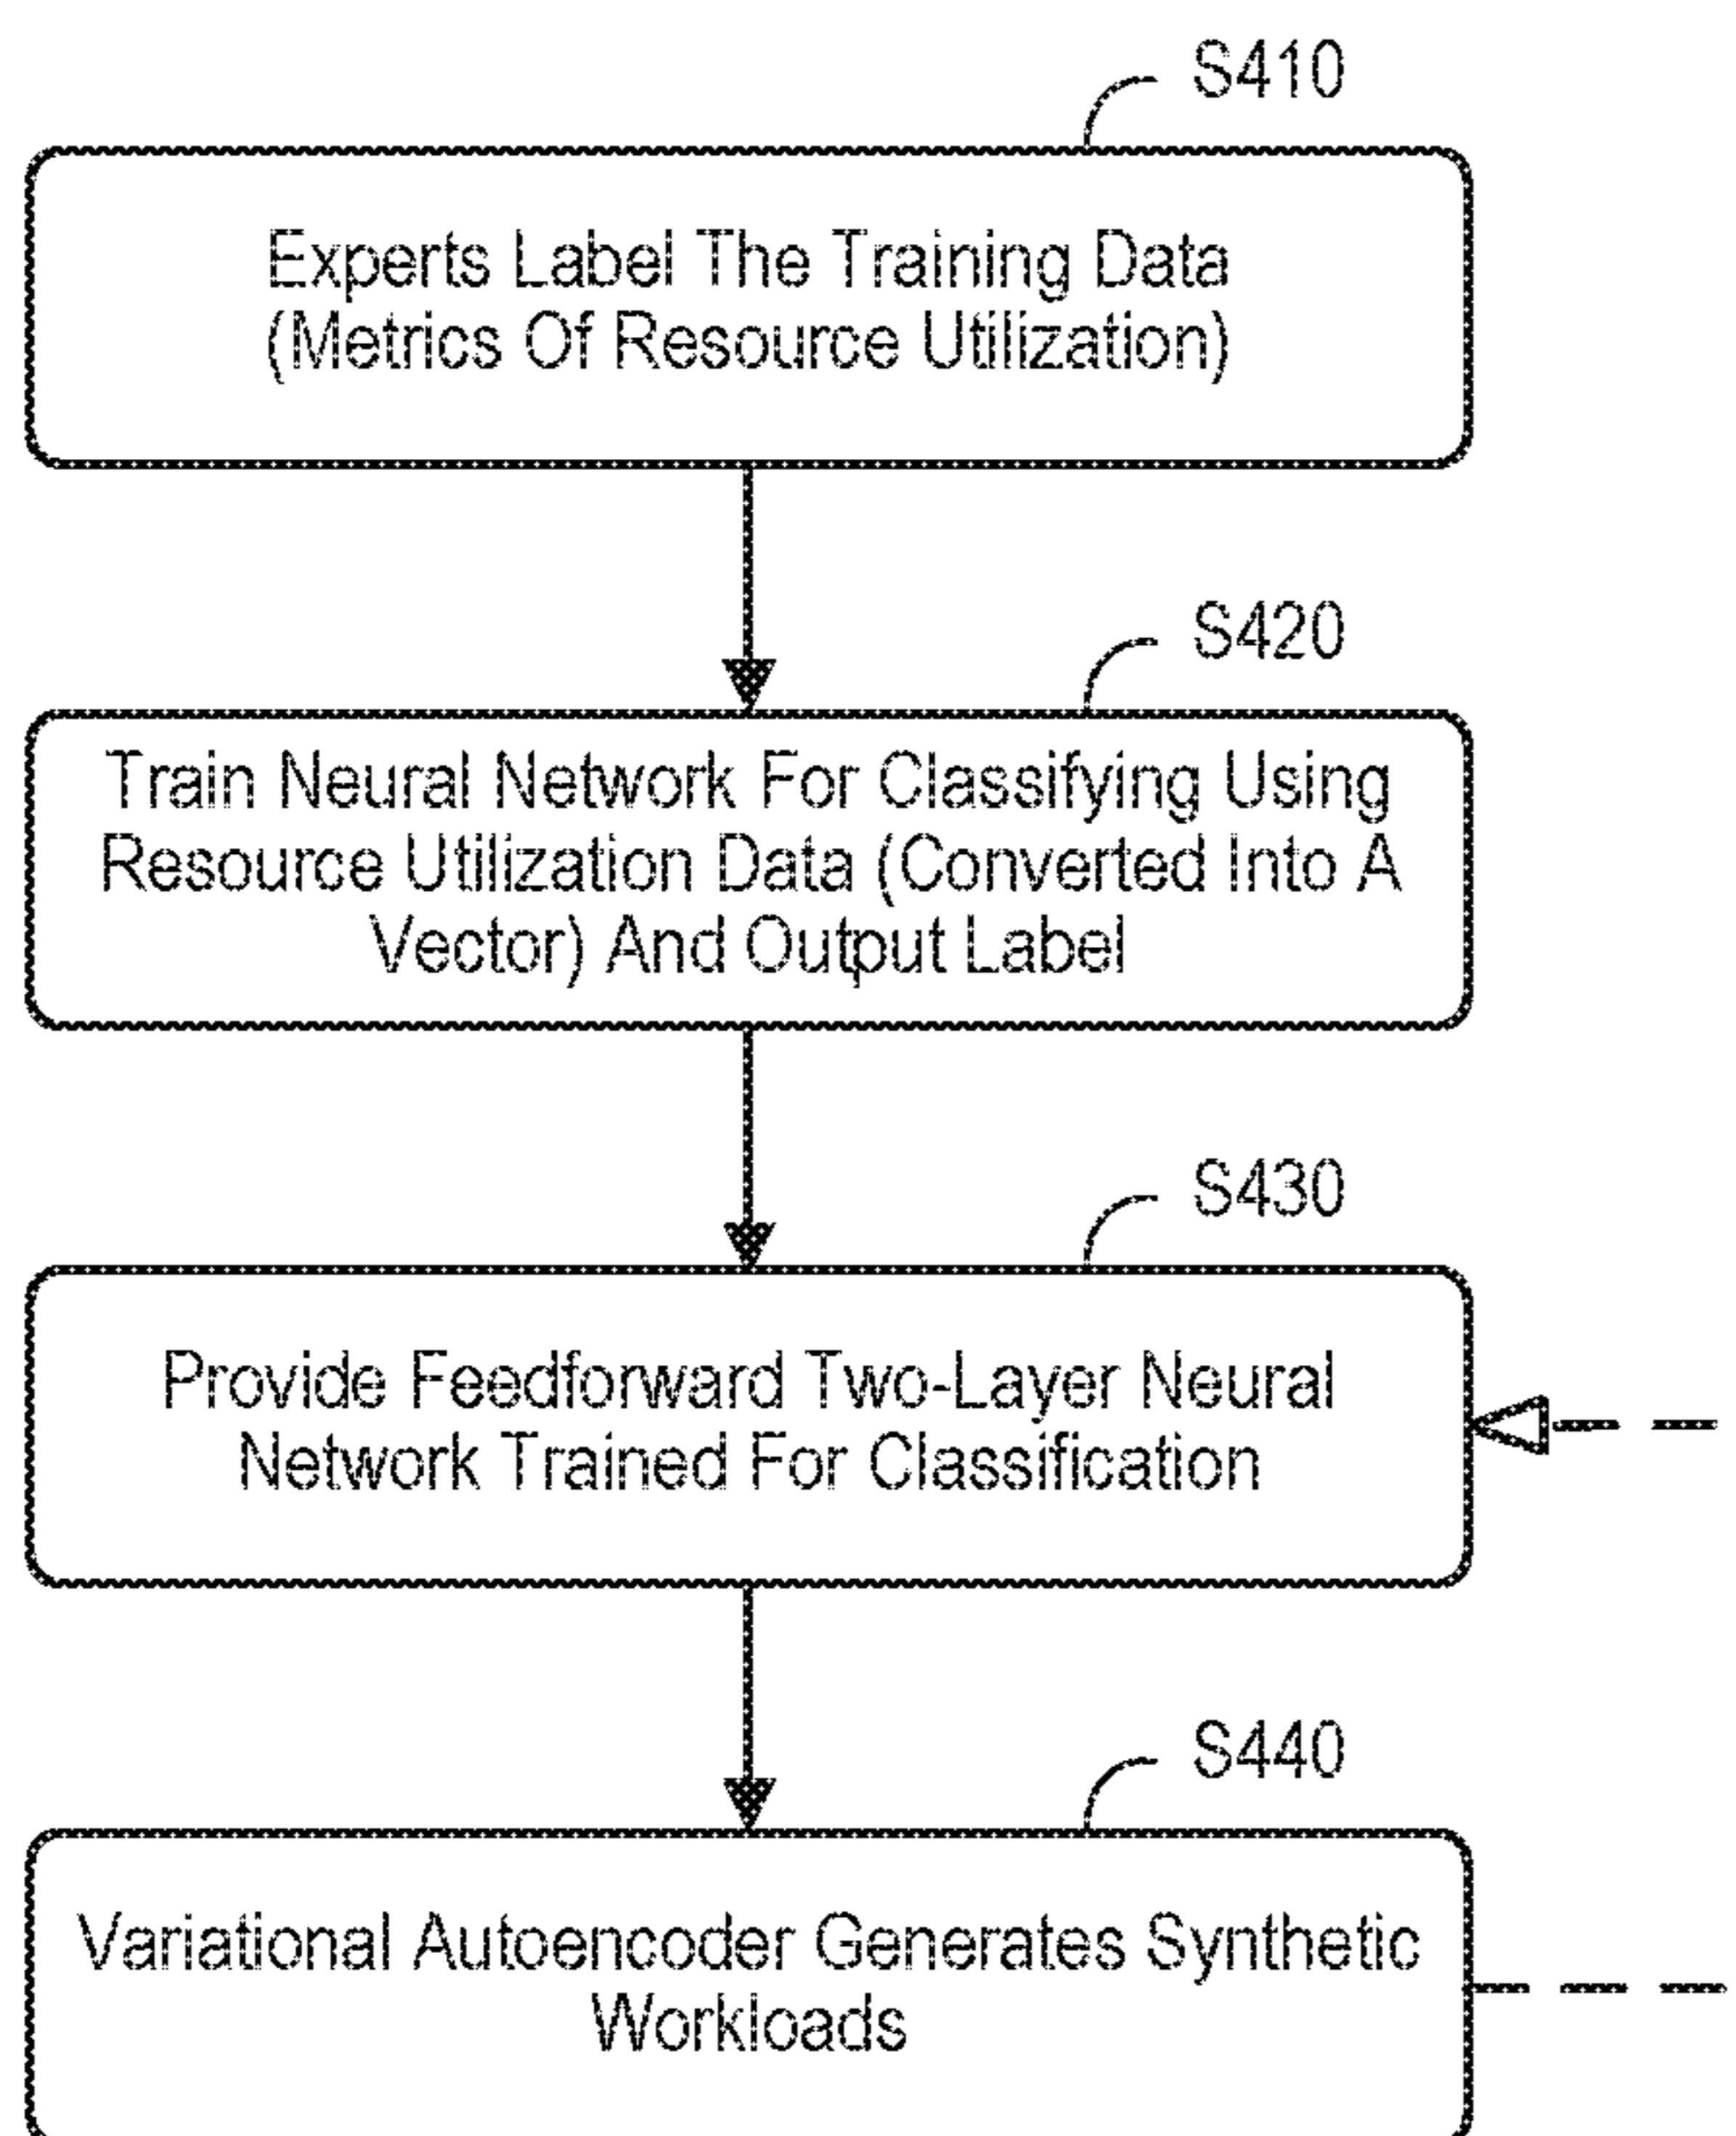 S410
Experts Label The Training Data
(Metrics Of Resource Utilization)
S420
Train Neural Network For Classifying Using
Resource Utilization Data (Converted Into A
Vector) And Output Label
S430
Provide Feedforward Two-Layer Neural
Network Trained For Classification
S440
Variational Autoencoder Generates Synthetic
Workloads